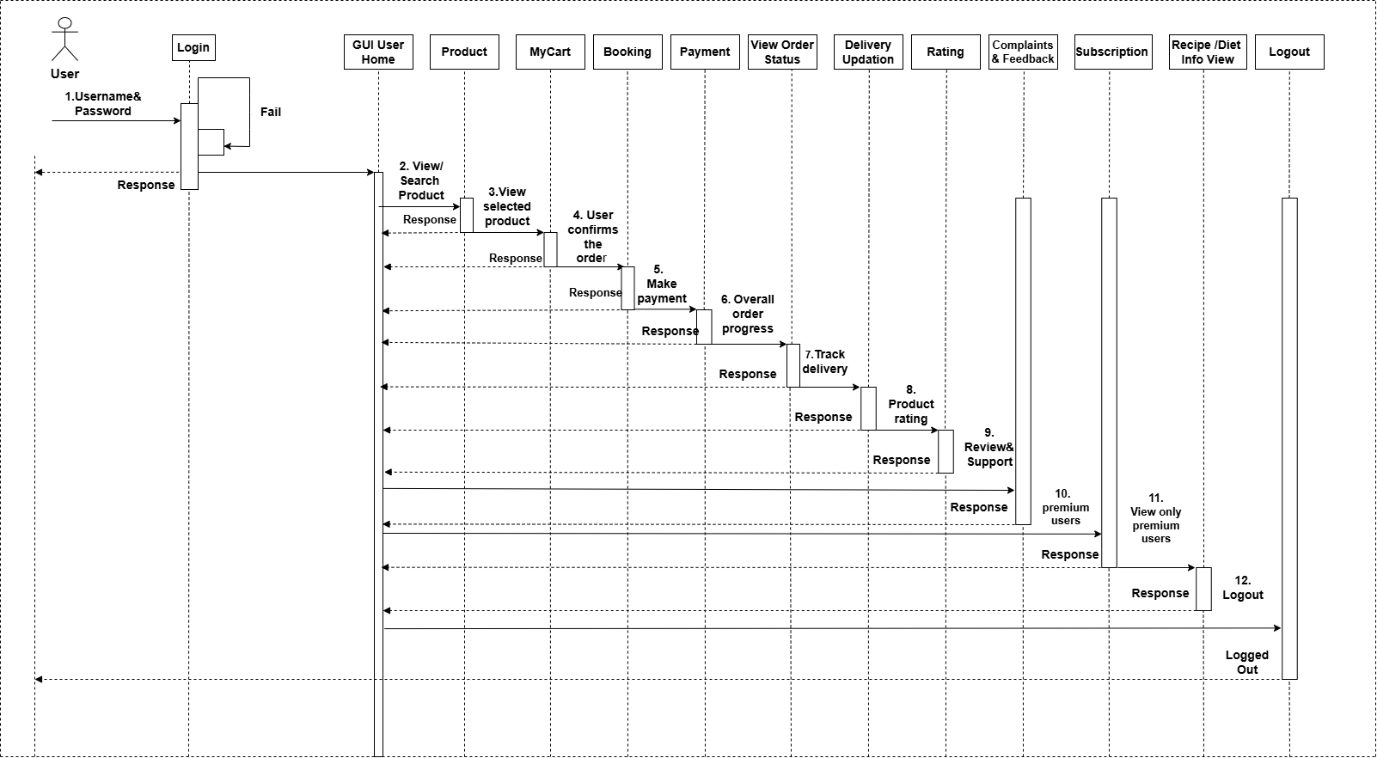 User
Login
GUI User
Home
Product
MyCart
Booking
Payment
View Order
Status
Delivery
Updation
Rating
Complaints
& Feedback
Subscription
Recipe /Diet
Info View
Logout
1.Username&
Password
Fail
Response
2. View/
Search
Product
Response
3.View
selected
product
Response
4. User
confirms
the
order
Response
5.
Make
payment
Response
6. Overall
order
progress
Response
7.Track
delivery
Response
8.
Product
rating
Response
9.
Review&
Support
Response
10.
premium
users
Response
11.
View only
premium
users
Response
12.
Logout
Logged
Out